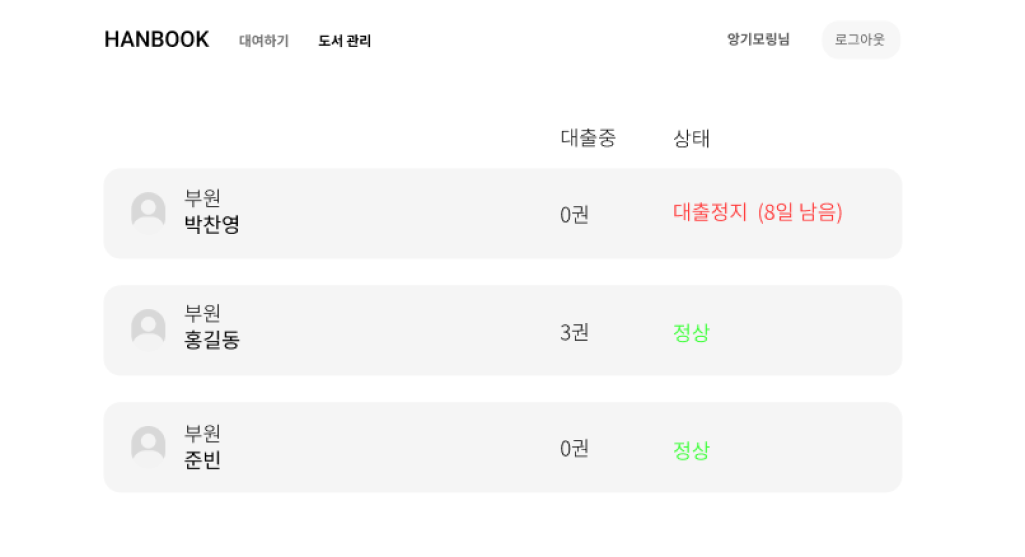 HANBOOK 대여하기 도서 관리 앙기모링님 로그아웃
대출중 상태
부원
박찬영
0권 대출정지 (8일 남음)
부원
홍길동
3권 정상
부원
준빈
0권 정상